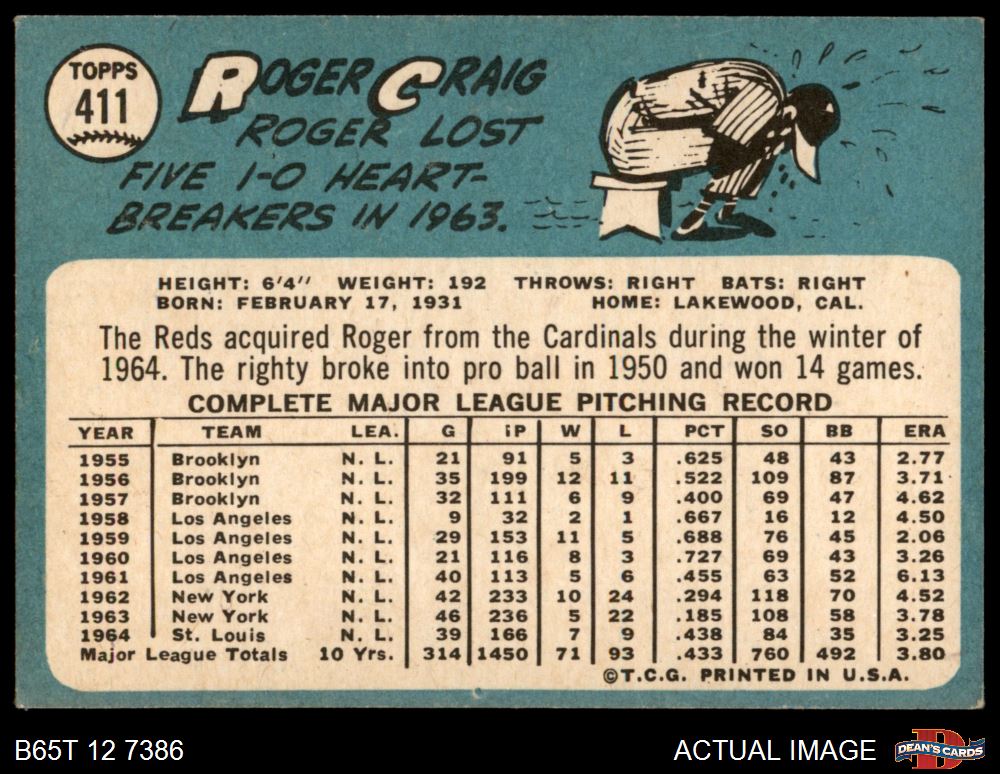 TOPPS
411
ROGER CRAIG
ROGER LOST
FIVE 1-0 HEART-
BREAKERS IN 1963.
HEIGHT: 6'4" WEIGHT: 192 THROWS: RIGHT BATS: RIGHT
BORN: FEBRUARY 17, 1931 HOME: LAKEWOOD, CAL.
The Reds acquired Roger from the Cardinals during the winter of
1964. The righty broke into pro ball in 1950 and won 14 games.
COMPLETE MAJOR LEAGUE PITCHING RECORD
YEAR TEAM LEA. G IP W L PCT SO BB ERA
1955 Brooklyn N. L. 21 91 5 3 .625 48 43 2.77
1956 Brooklyn N. L. 35 199 12 11 .522 109 87 3.71
1957 Brooklyn N. L. 32 111 6 9 .400 69 47 4.62
1958 Los Angeles N. L. 9 32 2 1 .667 16 12 4.50
1959 Los Angeles N. L. 29 153 11 5 .688 76 45 2.06
1960 Los Angeles N. L. 21 116 8 3 .727 69 43 3.26
1961 Los Angeles N. L. 40 113 5 6 .455 63 52 6.13
1962 New York N. L. 42 233 10 24 .294 118 70 4.52
1963 New York N. L. 46 236 5 22 .185 108 58 3.78
1964 St. Louis N. L. 39 166 7 9 .438 84 35 3.25
Major League Totals 10 Yrs. 314 1450 71 93 .433 760 492 3.80
©T.C.G. PRINTED IN U.S.A.
B65T 12 7386 ACTUAL IMAGE D DEAN'S CARDS